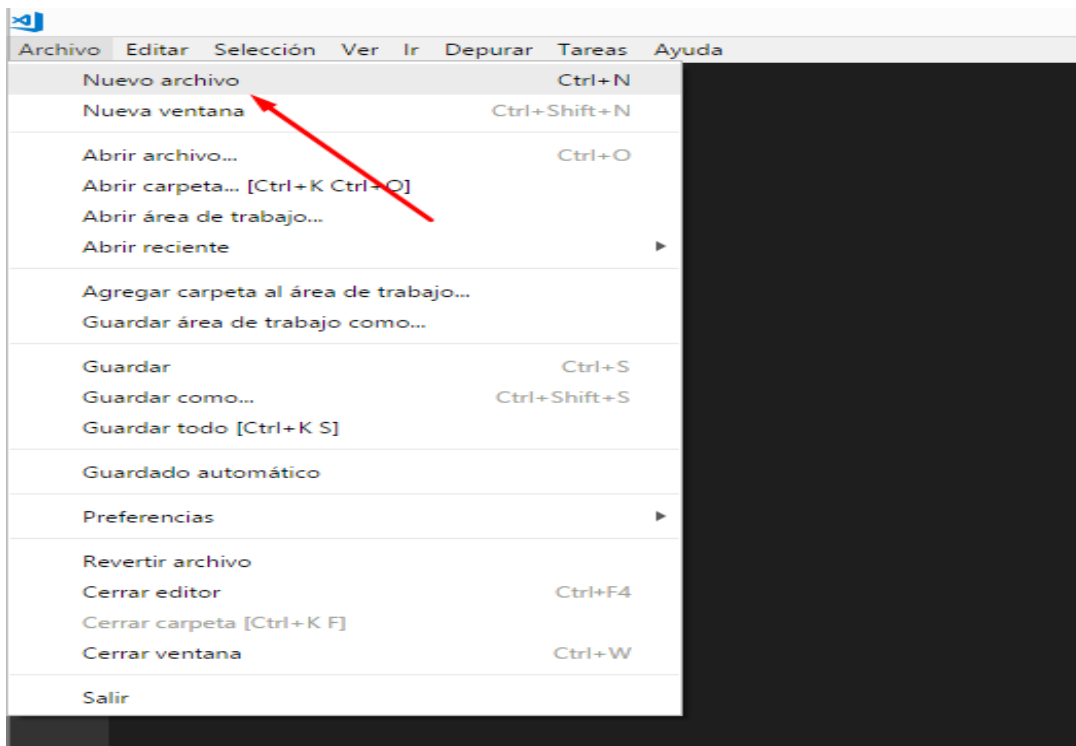 Archivo Editar Selección Ver Ir Depurar Tareas Ayuda
Nuevo archivo Ctrl+N
Nueva ventana Ctrl+Shift+N
Abrir archivo... Ctrl+O
Abrir carpeta... [Ctrl+K Ctrl+O]
Abrir área de trabajo...
Abrir reciente
Agregar carpeta al área de trabajo...
Guardar área de trabajo como...
Guardar Ctrl+S
Guardar como... Ctrl+Shift+S
Guardar todo [Ctrl+K S]
Guardado automático
Preferencias
Revertir archivo
Cerrar editor Ctrl+F4
Cerrar carpeta [Ctrl+K F]
Cerrar ventana Ctrl+W
Salir